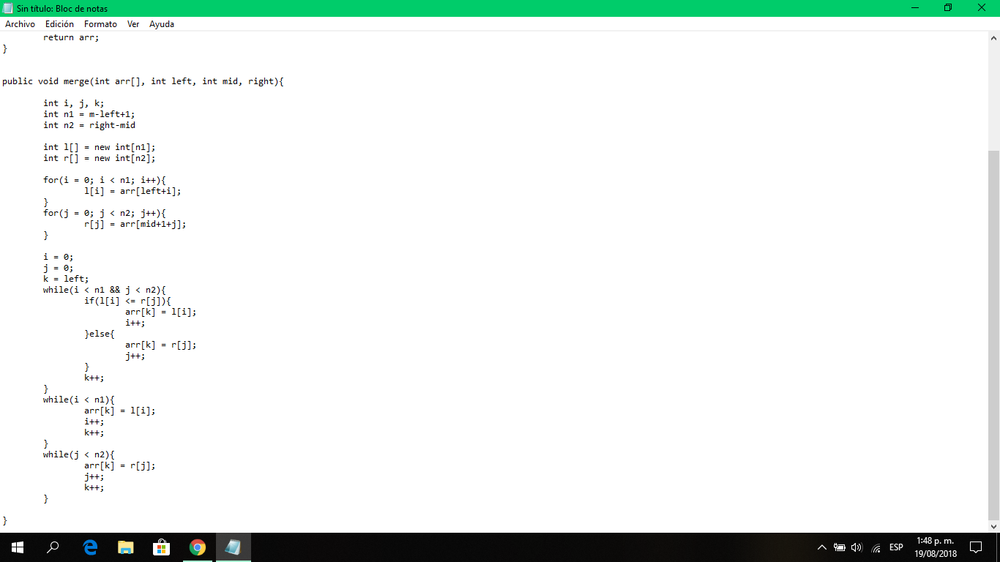 Sin título: Bloc de notas
Archivo Edición Formato Ver Ayuda
return arr;
}
public void merge(int arr[], int left, int mid, right){
int i, j, k;
int n1 = m-left+1;
int n2 = right-mid
int l[] = new int[n1];
int r[] = new int[n2];
for(i = 0; i < n1; i++){
l[i] = arr[left+i];
}
for(j = 0; j < n2; j++){
r[j] = arr[mid+1+j];
}
i = 0;
j = 0;
k = left;
while(i < n1 && j < n2){
if(l[i] <= r[j]){
arr[k] = l[i];
i++;
}else{
arr[k] = r[j];
j++;
}
k++;
}
while(i < n1){
arr[k] = l[i];
i++;
k++;
}
while(j < n2){
arr[k] = r[j];
j++;
k++;
}
}
ESP
1:48 p. m.
19/08/2018